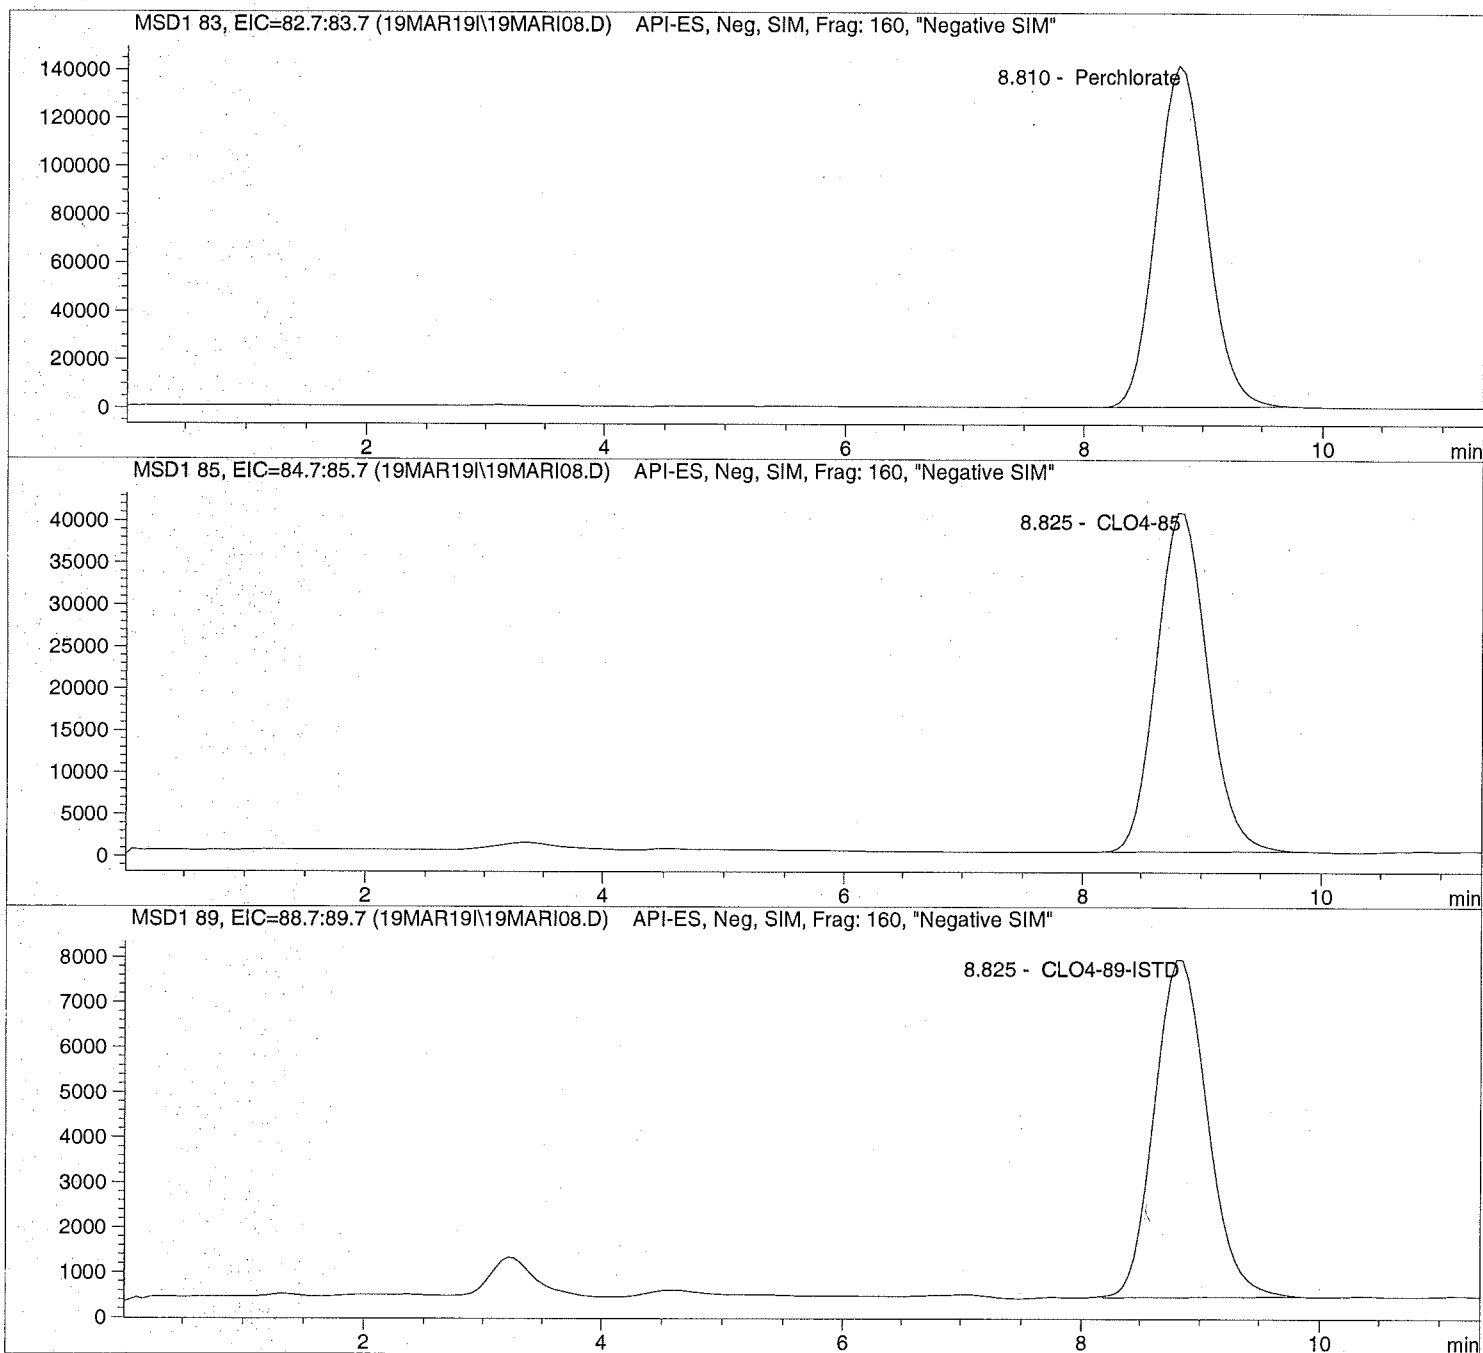 MSD1 83, EIC=82.7:83.7 (19MAR19I\19MARI08.D) API-ES, Neg, SIM, Frag: 160, "Negative SIM"
8.810 - Perchlorate
140000
120000
100000
80000
60000
40000
20000
0
2 4 6 8 10 min
MSD1 85, EIC=84.7:85.7 (19MAR19I\19MARI08.D) API-ES, Neg, SIM, Frag: 160, "Negative SIM"
8.825 - CLO4-85
40000
35000
30000
25000
20000
15000
10000
5000
0
2 4 6 8 10 min
MSD1 89, EIC=88.7:89.7 (19MAR19I\19MARI08.D) API-ES, Neg, SIM, Frag: 160, "Negative SIM"
8.825 - CLO4-89-ISTD
8000
7000
6000
5000
4000
3000
2000
1000
0
2 4 6 8 10 min